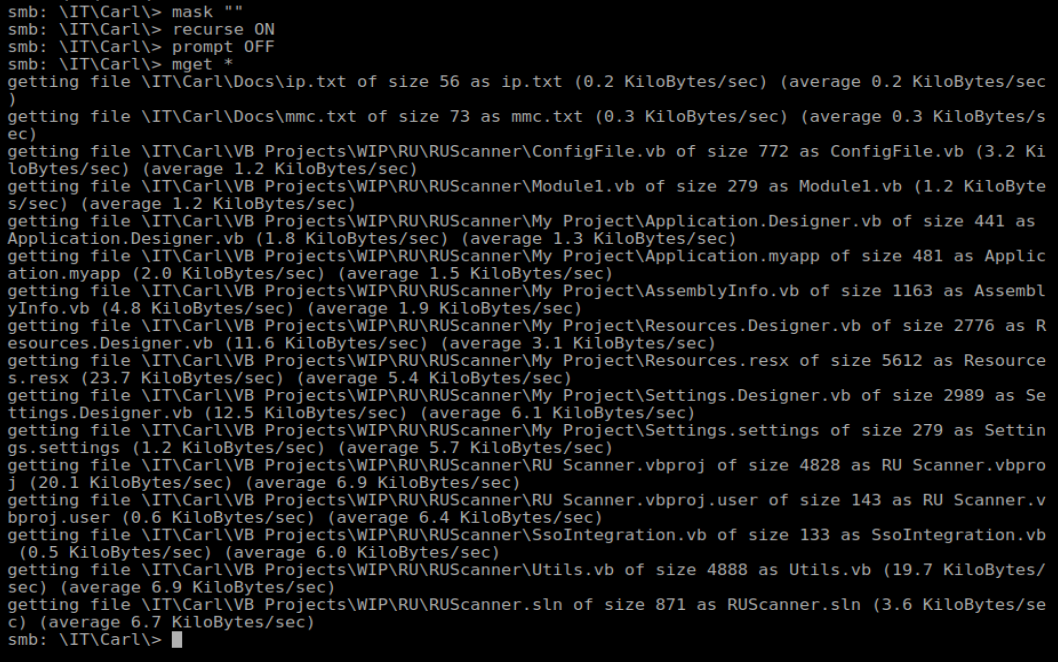 smb: \IT\Carl\> mask ""
smb: \IT\Carl\> recurse ON
smb: \IT\Carl\> prompt OFF
smb: \IT\Carl\> mget *
getting file \IT\Carl\Docs\ip.txt of size 56 as ip.txt (0.2 KiloBytes/sec) (average 0.2 KiloBytes/sec
)
getting file \IT\Carl\Docs\mmc.txt of size 73 as mmc.txt (0.3 KiloBytes/sec) (average 0.3 KiloBytes/s
ec)
getting file \IT\Carl\VB Projects\WIP\RU\RUScanner\ConfigFile.vb of size 772 as ConfigFile.vb (3.2 Ki
loBytes/sec) (average 1.2 KiloBytes/sec)
getting file \IT\Carl\VB Projects\WIP\RU\RUScanner\Module1.vb of size 279 as Module1.vb (1.2 KiloByte
s/sec) (average 1.2 KiloBytes/sec)
getting file \IT\Carl\VB Projects\WIP\RU\RUScanner\My Project\Application.Designer.vb of size 441 as
Application.Designer.vb (1.8 KiloBytes/sec) (average 1.3 KiloBytes/sec)
getting file \IT\Carl\VB Projects\WIP\RU\RUScanner\My Project\Application.myapp of size 481 as Applic
ation.myapp (2.0 KiloBytes/sec) (average 1.5 KiloBytes/sec)
getting file \IT\Carl\VB Projects\WIP\RU\RUScanner\My Project\AssemblyInfo.vb of size 1163 as Assembl
yInfo.vb (4.8 KiloBytes/sec) (average 1.9 KiloBytes/sec)
getting file \IT\Carl\VB Projects\WIP\RU\RUScanner\My Project\Resources.Designer.vb of size 2776 as R
esources.Designer.vb (11.6 KiloBytes/sec) (average 3.1 KiloBytes/sec)
getting file \IT\Carl\VB Projects\WIP\RU\RUScanner\My Project\Resources.resx of size 5612 as Resource
s.resx (23.7 KiloBytes/sec) (average 5.4 KiloBytes/sec)
getting file \IT\Carl\VB Projects\WIP\RU\RUScanner\My Project\Settings.Designer.vb of size 2989 as Se
ttings.Designer.vb (12.5 KiloBytes/sec) (average 6.1 KiloBytes/sec)
getting file \IT\Carl\VB Projects\WIP\RU\RUScanner\My Project\Settings.settings of size 279 as Settin
gs.settings (1.2 KiloBytes/sec) (average 5.7 KiloBytes/sec)
getting file \IT\Carl\VB Projects\WIP\RU\RUScanner\RU Scanner.vbproj of size 4828 as RU Scanner.vbpro
j (20.1 KiloBytes/sec) (average 6.9 KiloBytes/sec)
getting file \IT\Carl\VB Projects\WIP\RU\RUScanner\RU Scanner.vbproj.user of size 143 as RU Scanner.v
bproj.user (0.6 KiloBytes/sec) (average 6.4 KiloBytes/sec)
getting file \IT\Carl\VB Projects\WIP\RU\RUScanner\SsoIntegration.vb of size 133 as SsoIntegration.vb
 (0.5 KiloBytes/sec) (average 6.0 KiloBytes/sec)
getting file \IT\Carl\VB Projects\WIP\RU\RUScanner\Utils.vb of size 4888 as Utils.vb (19.7 KiloBytes/
sec) (average 6.9 KiloBytes/sec)
getting file \IT\Carl\VB Projects\WIP\RU\RUScanner.sln of size 871 as RUScanner.sln (3.6 KiloBytes/se
c) (average 6.7 KiloBytes/sec)
smb: \IT\Carl\>